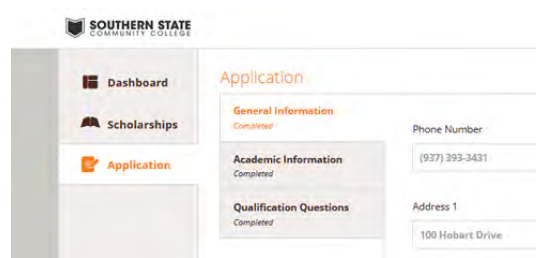 SOUTHERN STATE
COMMUNITY COLLEGE
Dashboard
Scholarships
Application
Application
General Information
Completed
Academic Information
Completed
Qualification Questions
Completed
Phone Number
(937) 393-3431
Address 1
100 Hobart Drive